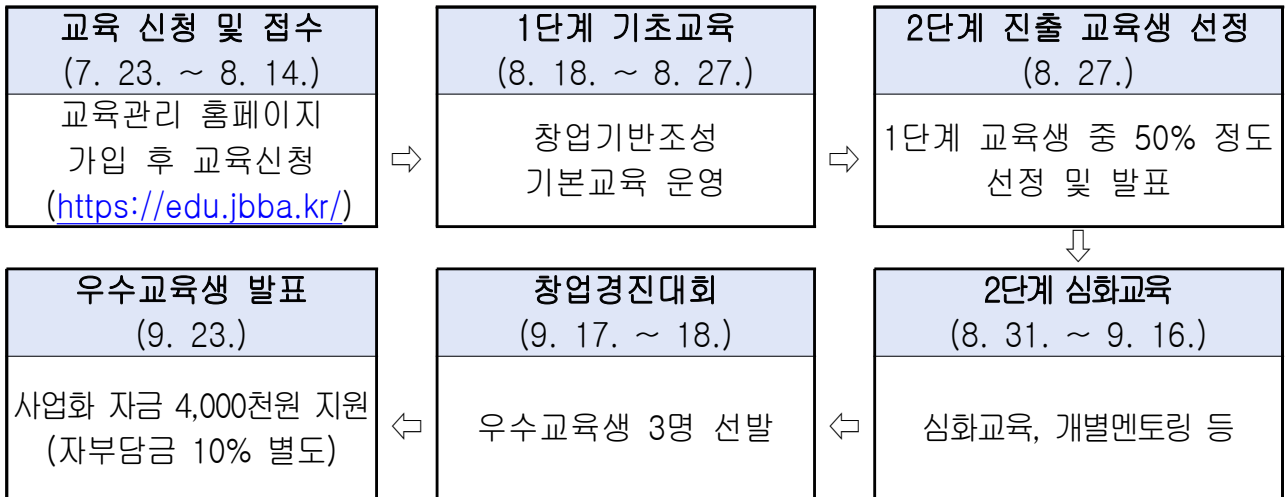 교육 신청 및 접수
(7. 23. ~ 8. 14.)
교육관리 홈페이지
가입 후 교육신청
(https://edu.jbba.kr/)
⇨
1단계 기초교육
(8. 18. ~ 8. 27.)
창업기반조성
기본교육 운영
⇨
2단계 진출 교육생 선정
(8. 27.)
1단계 교육생 중 50% 정도
선정 및 발표
⇩
2단계 심화교육
(8. 31. ~ 9. 16.)
심화교육, 개별멘토링 등
⇦
창업경진대회
(9. 17. ~ 18.)
우수교육생 3명 선발
⇦
우수교육생 발표
(9. 23.)
사업화 자금 4,000천원 지원
(자부담금 10% 별도)